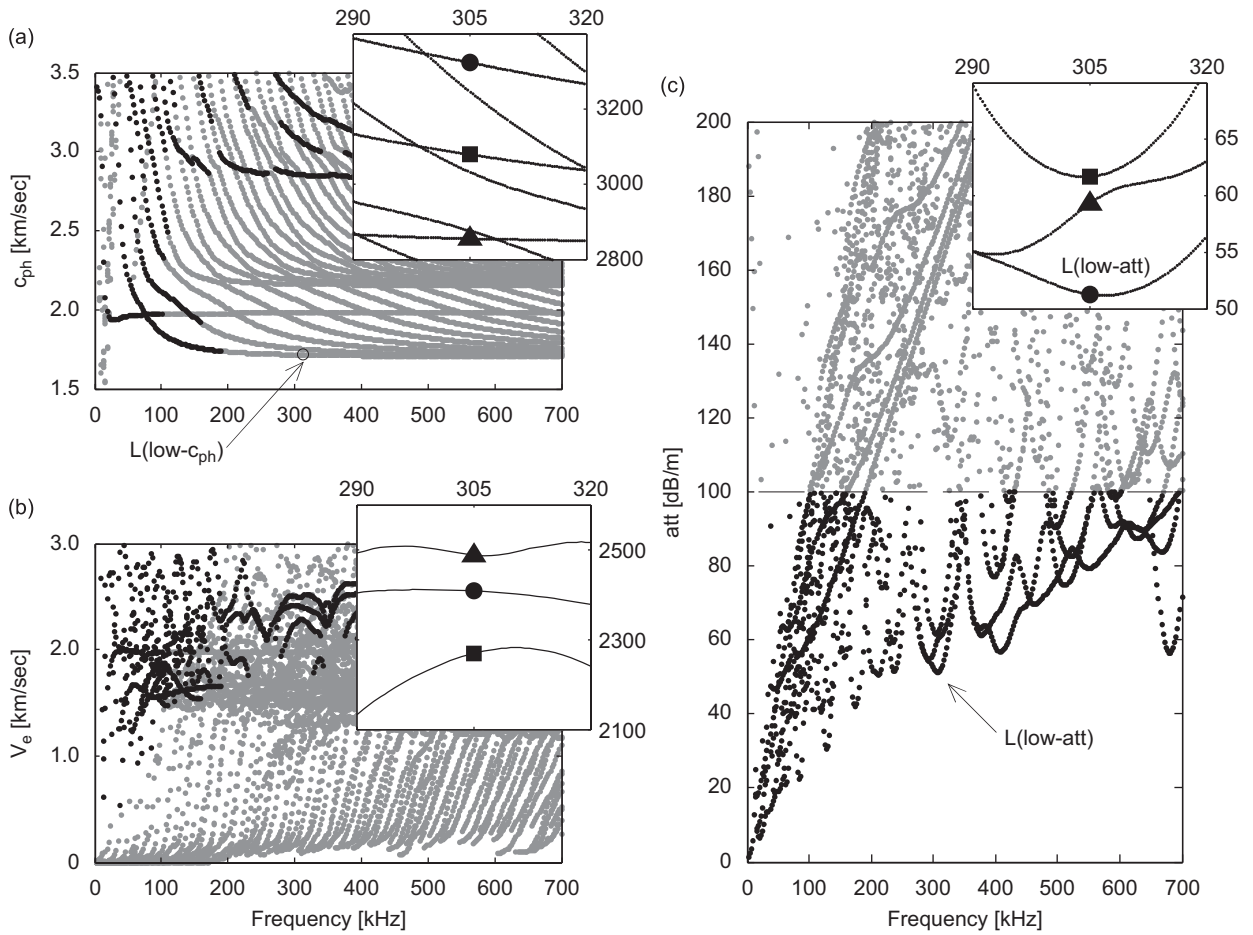 (a)
290 305 320
3200
3000
2800
3.5
3.0
2.5
2.0
1.5
c_ph [km/sec]
0 100 200 300 400 500 600 700
L(low-c_ph)
(b)
290 305 320
2500
2300
2100
3.0
2.0
1.0
0
V_e [km/sec]
0 100 200 300 400 500 600 700
Frequency [kHz]
(c)
290 305 320
65
60
55
50
L(low-att)
200
180
160
140
120
100
80
60
40
20
0
att [dB/m]
L(low-att)
0 100 200 300 400 500 600 700
Frequency [kHz]